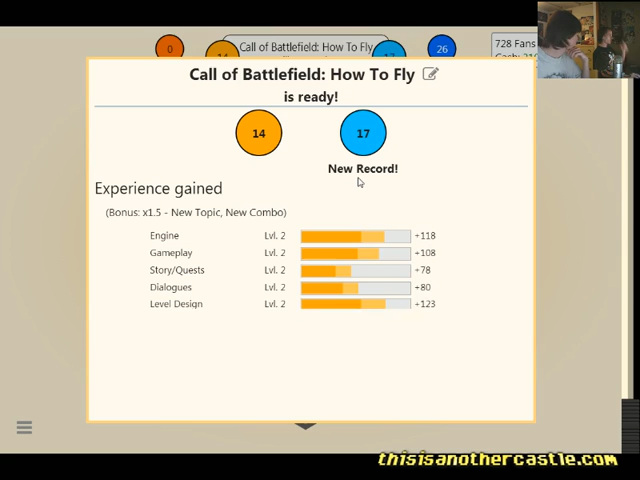 0
14
Call of Battlefield: How To Fly
26
728 Fans
Call of Battlefield: How To Fly
is ready!
14
17
New Record!
Experience gained
(Bonus: x1.5 - New Topic, New Combo)
Engine Lvl. 2 +118
Gameplay Lvl. 2 +108
Story/Quests Lvl. 2 +78
Dialogues Lvl. 2 +80
Level Design Lvl. 2 +123
thisisanothercastle.com